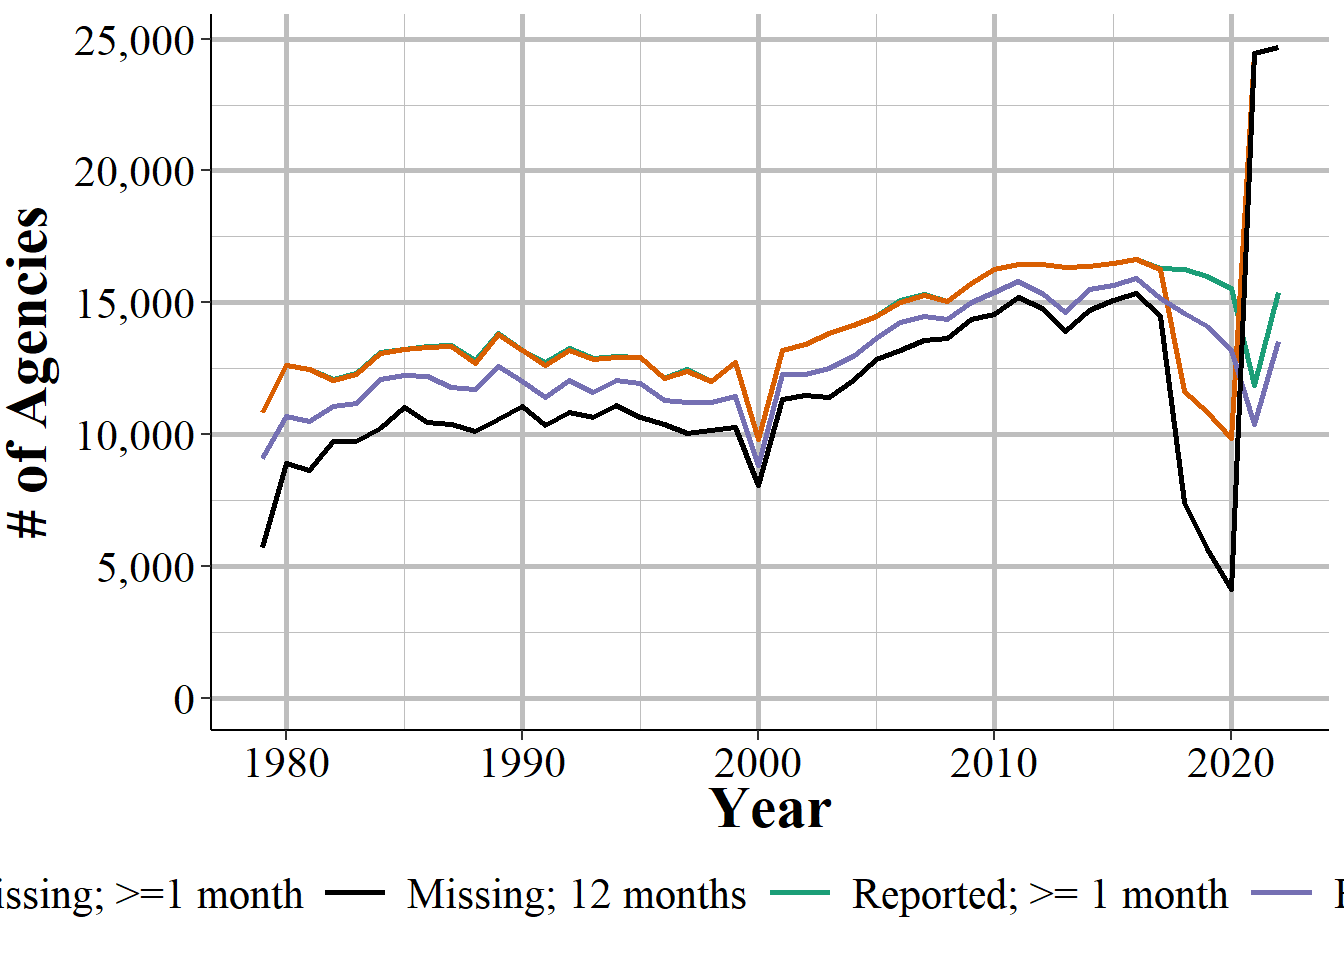 25,000
20,000
15,000
10,000
5,000
0
# of Agencies
1980 1990 2000 2010 2020
Year
issing; >=1 month Missing; 12 months Reported; >= 1 month